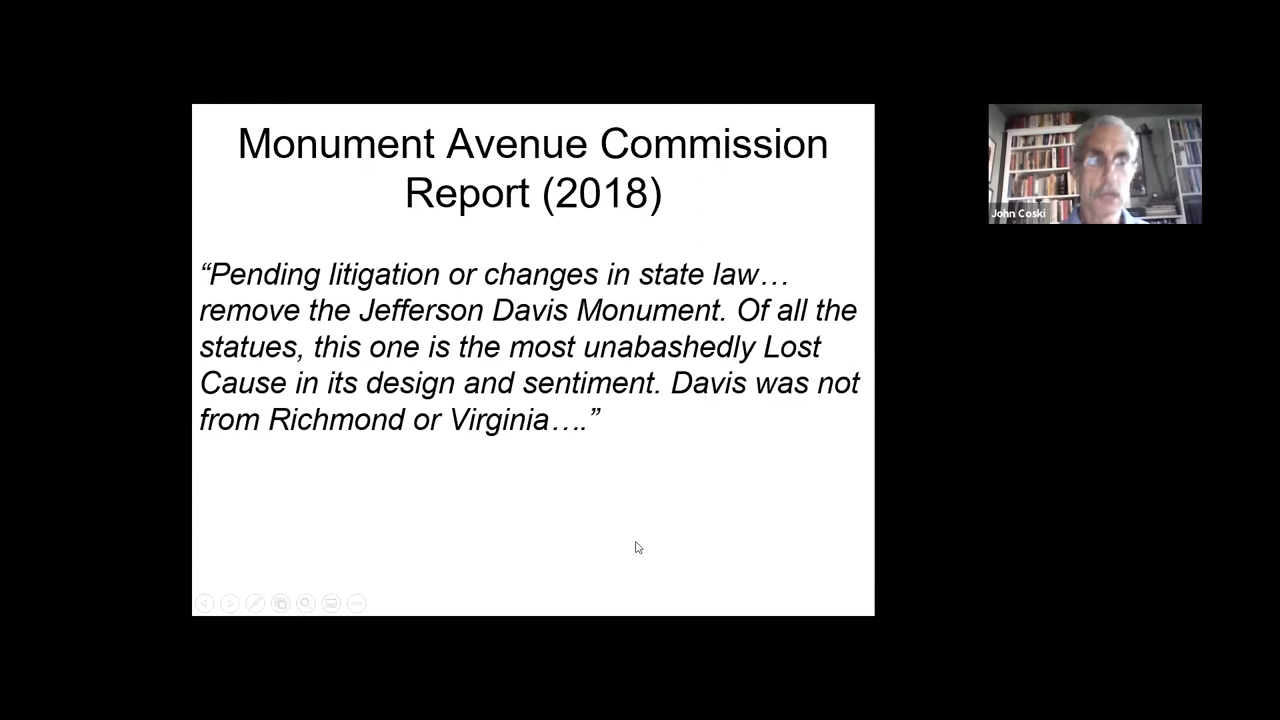 Monument Avenue Commission
Report (2018)
“Pending litigation or changes in state law…
remove the Jefferson Davis Monument. Of all the
statues, this one is the most unabashedly Lost
Cause in its design and sentiment. Davis was not
from Richmond or Virginia….”
John Coski